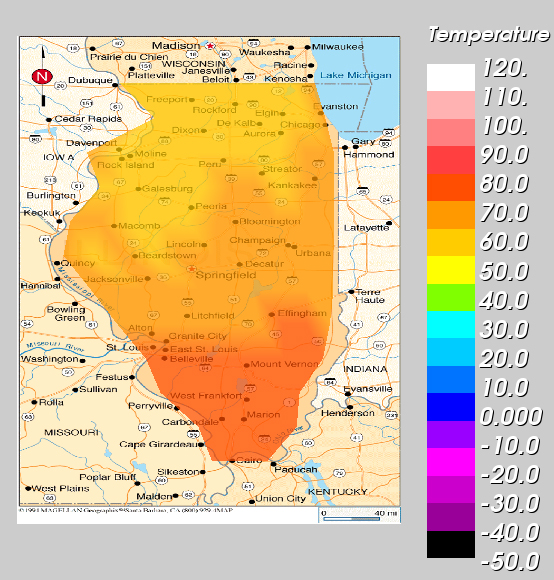 Temperature
120.
110.
100.
90.0
80.0
70.0
60.0
50.0
40.0
30.0
20.0
10.0
0.000
-10.0
-20.0
-30.0
-40.0
-50.0
Madison
Milwaukee
Waukesha
Prairie du Chien
WISCONSIN
Racine
Janesville
Platteville
Kenosha
Lake Michigan
Beloit
Dubuque
N
Freeport
Rockford
Evanston
Elgin
De Kalb
Chicago
Cedar Rapids
Dixon
Aurora
Davenport
Gary
Moline
Hammond
IOWA
Rock Island
Peru
Streator
Kankakee
Galesburg
Burlington
Peoria
Keokuk
Macomb
Bloomington
Lafayette
Lincoln
Champaign
Urbana
Beardstown
Quincy
Decatur
Springfield
Jacksonville
Hannibal
Mississippi
Terre
Haute
Bowling
Green
Litchfield
Effingham
Alton
Granite City
Missouri River
St. Louis
East St. Louis
Washington
Belleville
Mount Vernon
INDIANA
Festus
Sullivan
Evansville
West Frankfort
Rolla
Perryville
Henderson
Marion
Carbondale
MISSOURI
Cape Girardeau
Cairo
Sikeston
Paducah
Poplar Bluff
West Plains
KENTUCKY
Malden
Union City
©1991 MAGELLAN Geographix℠Santa Barbara, CA (800) 929-4MAP
0 40 mi